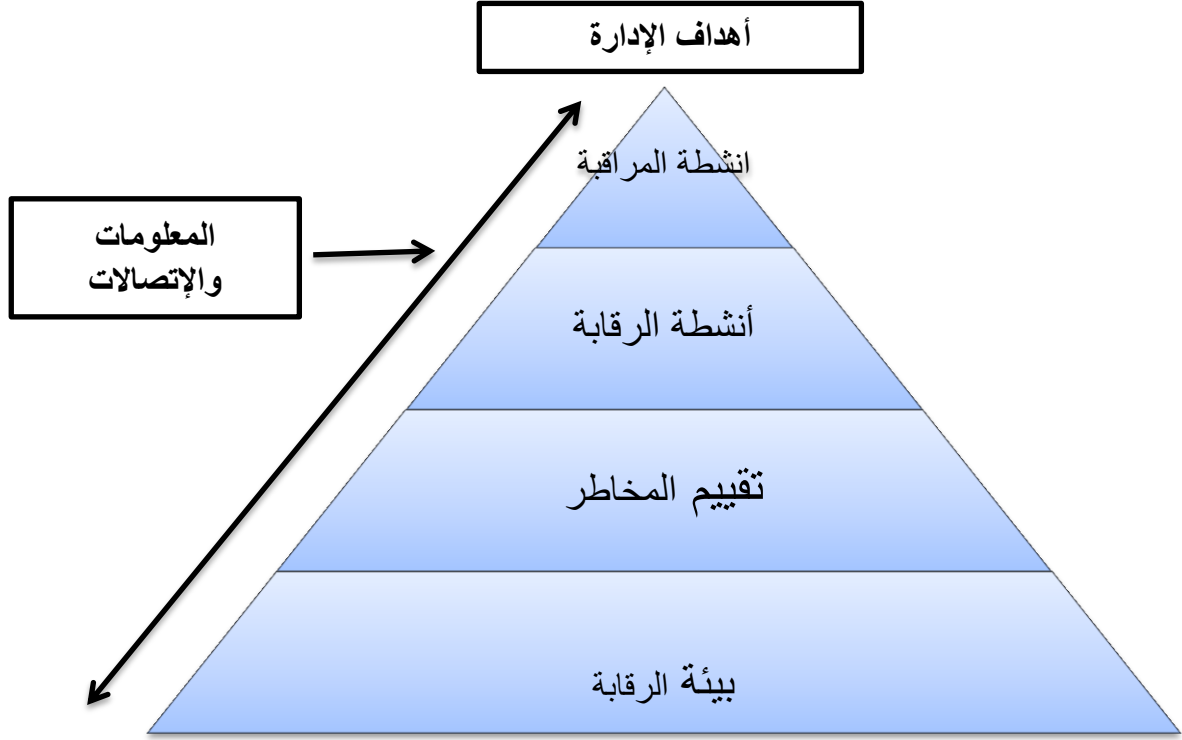 أهداف الإدارة
انشطة المراقبة
المعلومات
والإتصالات
أنشطة الرقابة
تقييم المخاطر
بيئة الرقابة